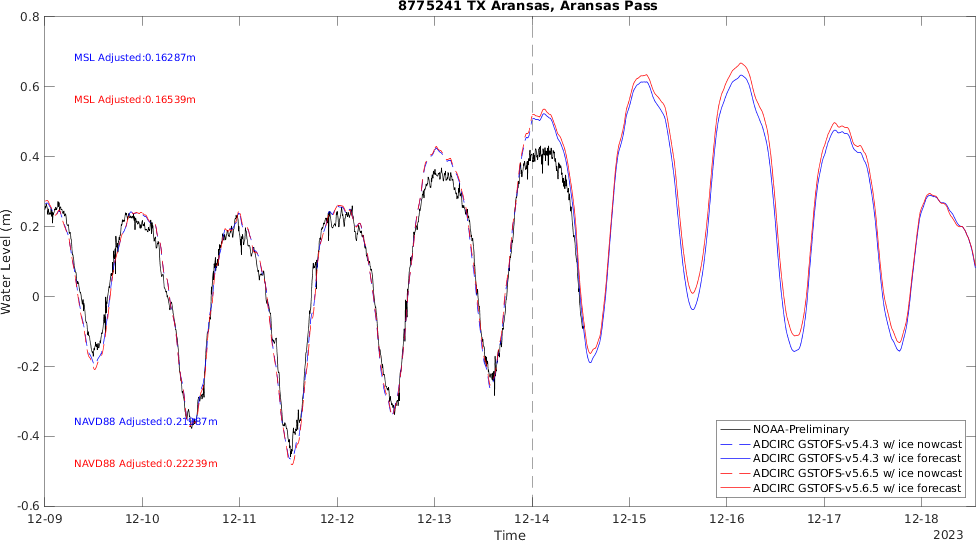 8775241 TX Aransas, Aransas Pass
0.8
0.6
0.4
0.2
0
-0.2
-0.4
-0.6
Water Level (m)
MSL Adjusted:0.16287m
MSL Adjusted:0.16539m
NAVD88 Adjusted:0.21987m
NAVD88 Adjusted:0.22239m
NOAA-Preliminary
ADCIRC GSTOFS-v5.4.3 w/ ice nowcast
ADCIRC GSTOFS-v5.4.3 w/ ice forecast
ADCIRC GSTOFS-v5.6.5 w/ ice nowcast
ADCIRC GSTOFS-v5.6.5 w/ ice forecast
12-09 12-10 12-11 12-12 12-13 12-14 12-15 12-16 12-17 12-18
Time
2023